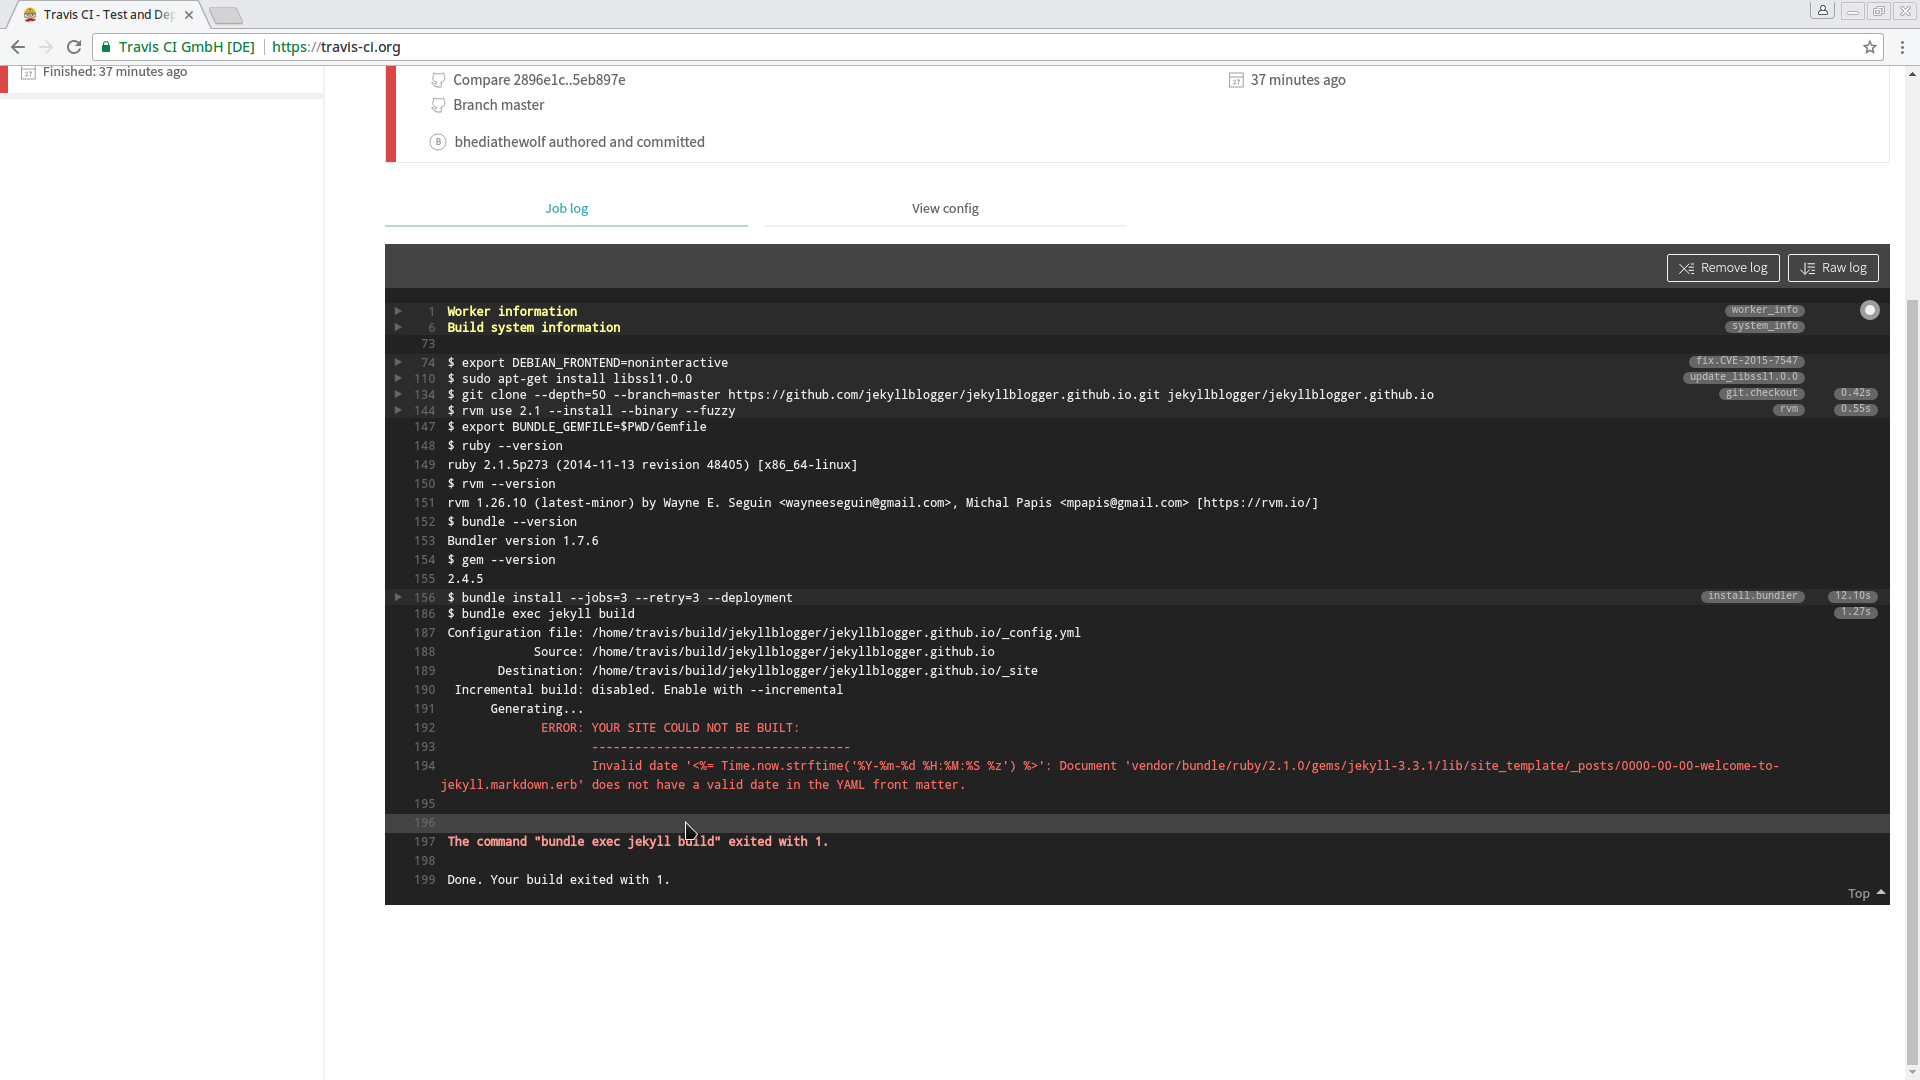 Travis CI - Test and Dep
Travis CI GmbH [DE] https://travis-ci.org
Finished: 37 minutes ago
Compare 2896e1c..5eb897e
37 minutes ago
Branch master
B bhediathewolf authored and committed
Job log
View config
Remove log
Raw log
1 Worker information worker_info
6 Build system information system_info
73
74 $ export DEBIAN_FRONTEND=noninteractive fix.CVE-2015-7547
110 $ sudo apt-get install libssl1.0.0 update_libssl1.0.0
134 $ git clone --depth=50 --branch=master https://github.com/jekyllblogger/jekyllblogger.github.io.git jekyllblogger/jekyllblogger.github.io git.checkout 0.42s
144 $ rvm use 2.1 --install --binary --fuzzy rvm 0.55s
147 $ export BUNDLE_GEMFILE=$PWD/Gemfile
148 $ ruby --version
149 ruby 2.1.5p273 (2014-11-13 revision 48405) [x86_64-linux]
150 $ rvm --version
151 rvm 1.26.10 (latest-minor) by Wayne E. Seguin <wayneeseguin@gmail.com>, Michal Papis <mpapis@gmail.com> [https://rvm.io/]
152 $ bundle --version
153 Bundler version 1.7.6
154 $ gem --version
155 2.4.5
156 $ bundle install --jobs=3 --retry=3 --deployment install.bundler 12.10s
186 $ bundle exec jekyll build 1.27s
187 Configuration file: /home/travis/build/jekyllblogger/jekyllblogger.github.io/_config.yml
188 Source: /home/travis/build/jekyllblogger/jekyllblogger.github.io
189 Destination: /home/travis/build/jekyllblogger/jekyllblogger.github.io/_site
190 Incremental build: disabled. Enable with --incremental
191 Generating...
192 ERROR: YOUR SITE COULD NOT BE BUILT:
193 ------------------------------------
194 Invalid date '<%= Time.now.strftime('%Y-%m-%d %H:%M:%S %z') %>': Document 'vendor/bundle/ruby/2.1.0/gems/jekyll-3.3.1/lib/site_template/_posts/0000-00-00-welcome-to-
jekyll.markdown.erb' does not have a valid date in the YAML front matter.
195
196
197 The command "bundle exec jekyll build" exited with 1.
198
199 Done. Your build exited with 1.
Top